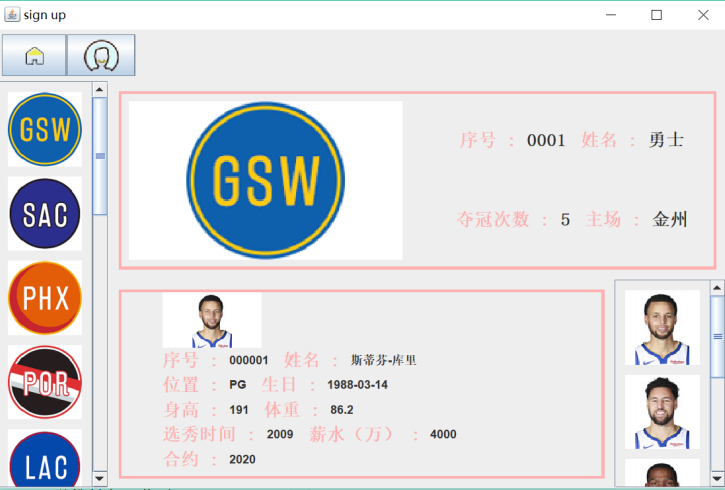 sign up
GSW
SAC
PHX
POR
LAC
GSW
序号 : 0001 姓名 : 勇士
夺冠次数 : 5 主场 : 金州
序号 : 000001 姓名 : 斯蒂芬-库里
位置 : PG 生日 : 1988-03-14
身高 : 191 体重 : 86.2
选秀时间 : 2009 薪水（万） : 4000
合约 : 2020